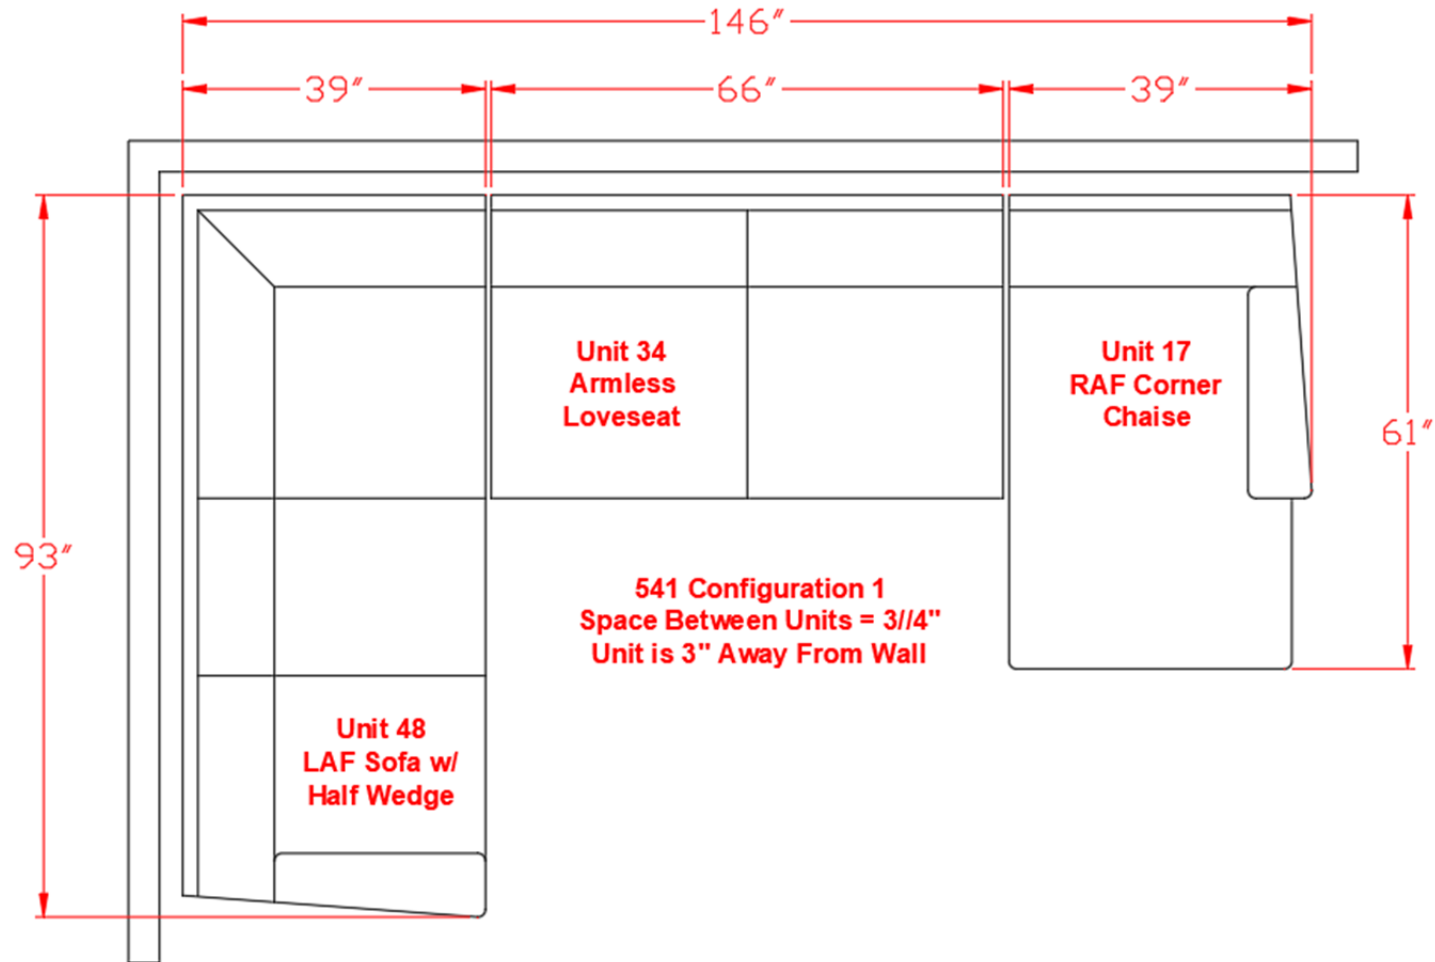 146"
39" 66" 39"
Unit 34
Armless
Loveseat
Unit 17
RAF Corner
Chaise
61"
93"
541 Configuration 1
Space Between Units = 3//4"
Unit is 3" Away From Wall
Unit 48
LAF Sofa w/
Half Wedge